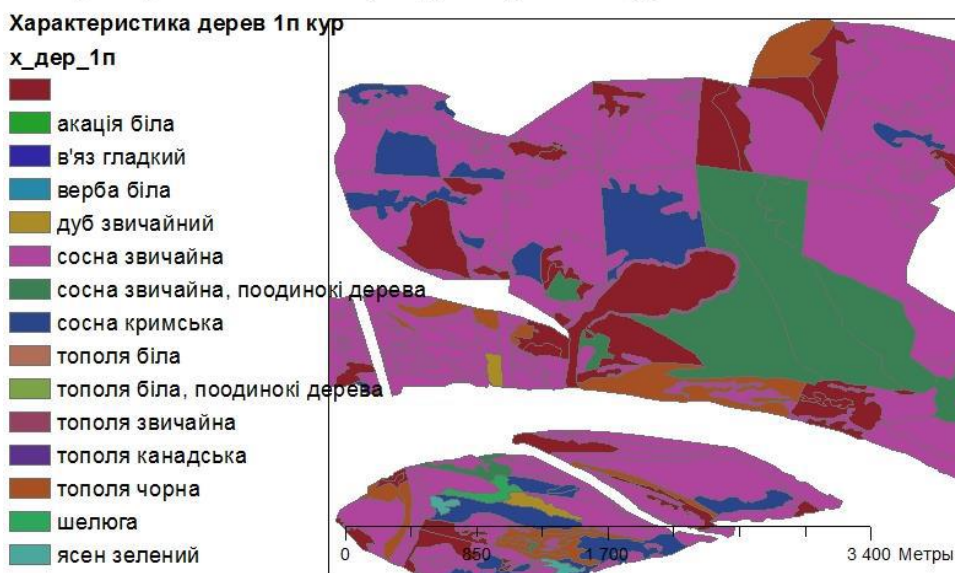 Характеристика дерев 1п кур
х_дер_1п
акація біла
в'яз гладкий
верба біла
дуб звичайний
сосна звичайна
сосна звичайна, поодинокі дерева
сосна кримська
тополя біла
тополя біла, поодинокі дерева
тополя звичайна
тополя канадська
тополя чорна
шелюга
ясен зелений
0 850 1 700 3 400 Метры